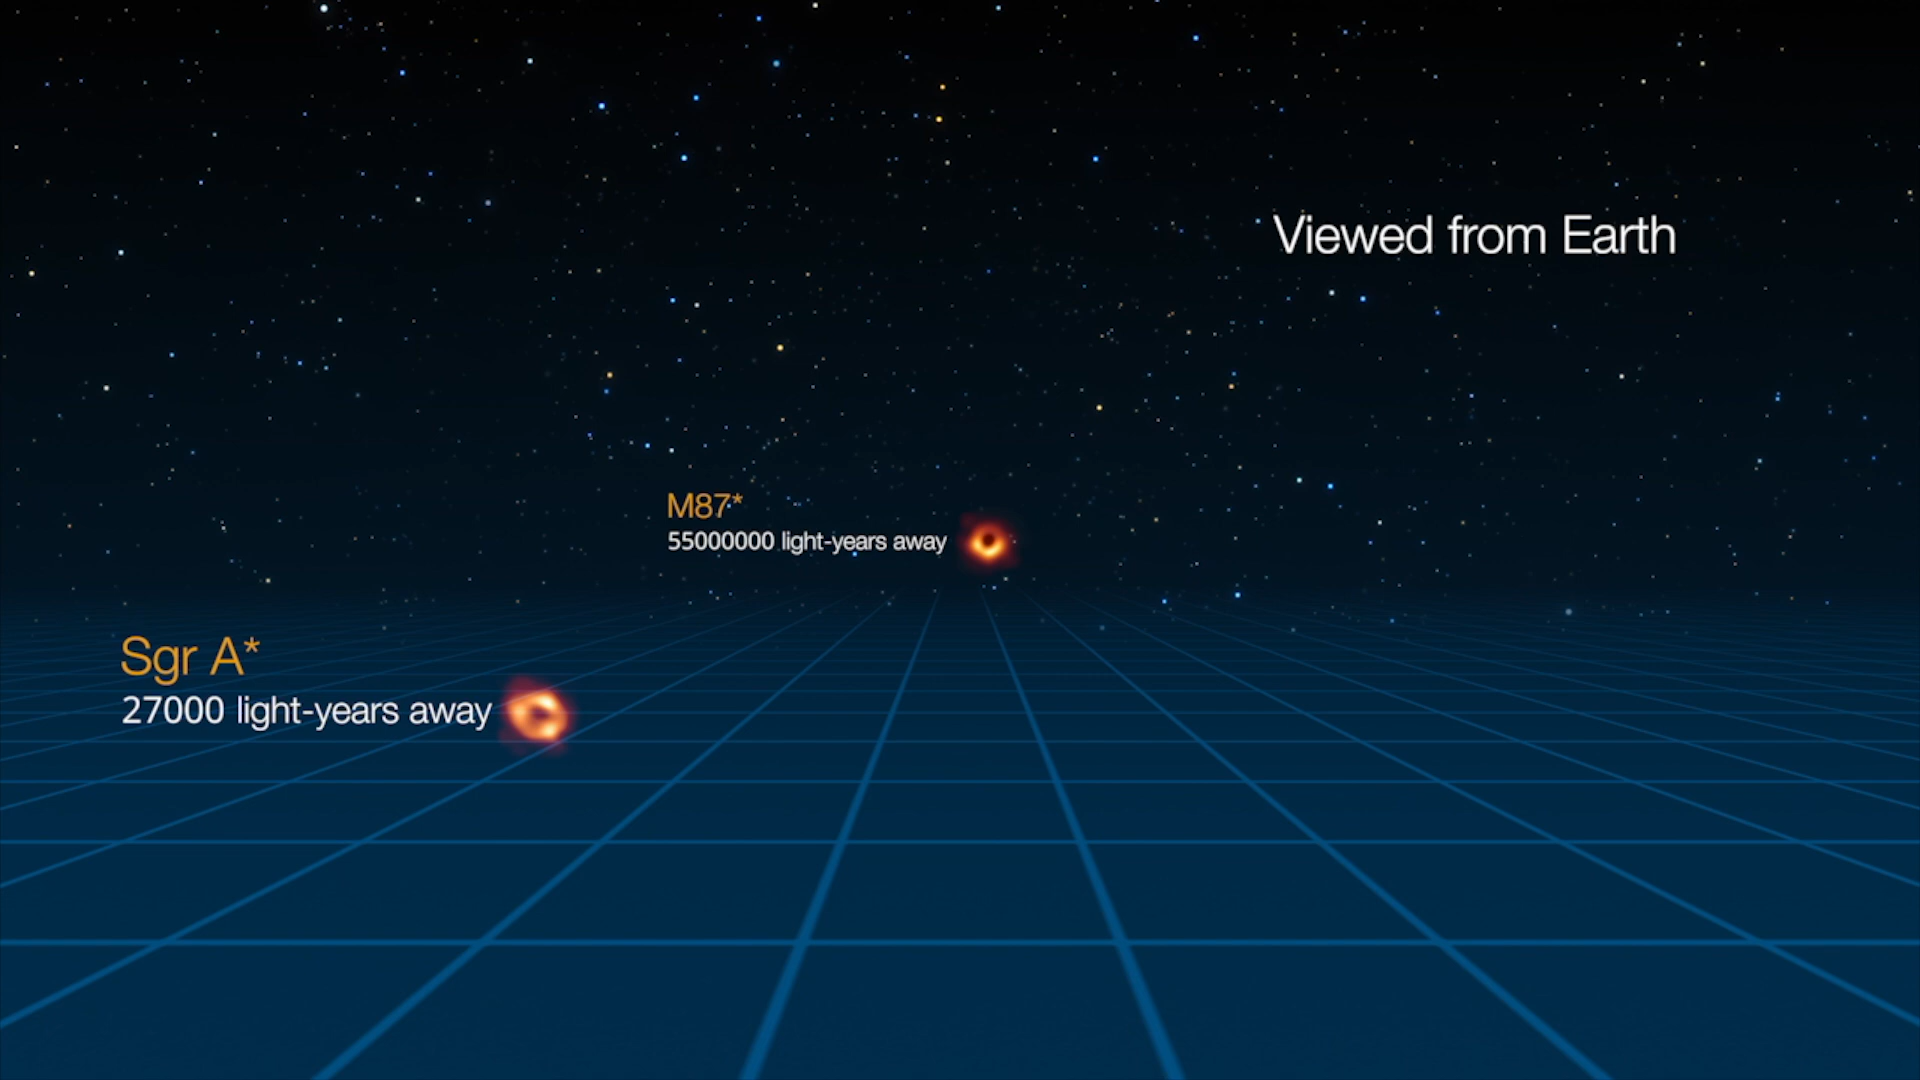 Viewed from Earth
M87*
55000000 light-years away
Sgr A*
27000 light-years away